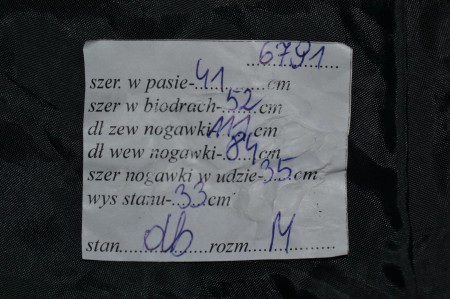 6791
szer. w pasie-41 cm
szer w biodrach-52 cm
dl zew nogawki 111 cm
dł wew nogawki-84 cm
szer nogawki w udzie-35 cm
wys stanu-33 cm
stan db rozm. M